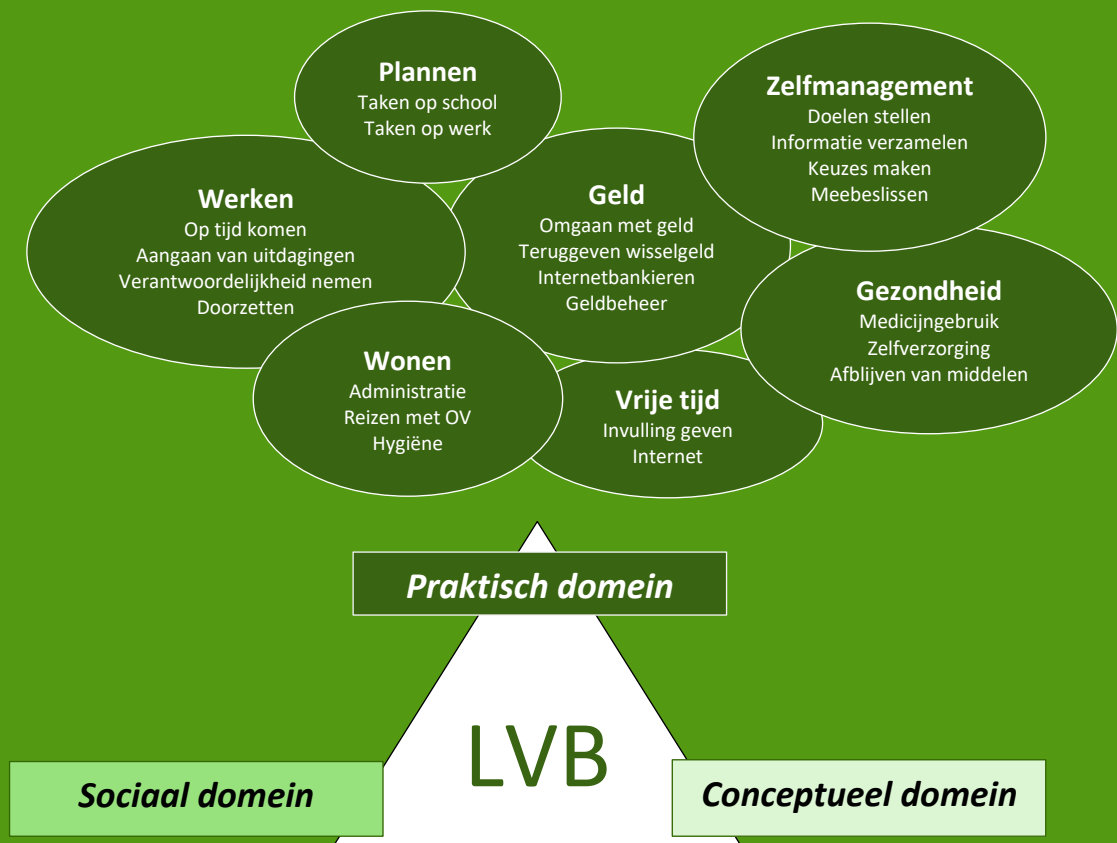 Plannen
Taken op school
Taken op werk
Zelfmanagement
Doelen stellen
Informatie verzamelen
Keuzes maken
Meebeslissen
Werken
Op tijd komen
Aangaan van uitdagingen
Verantwoordelijkheid nemen
Doorzetten
Geld
Omgaan met geld
Teruggeven wisselgeld
Internetbankieren
Geldbeheer
Gezondheid
Medicijngebruik
Zelfverzorging
Afblijven van middelen
Wonen
Administratie
Reizen met OV
Hygiëne
Vrije tijd
Invulling geven
Internet
Praktisch domein
LVB
Sociaal domein
Conceptueel domein